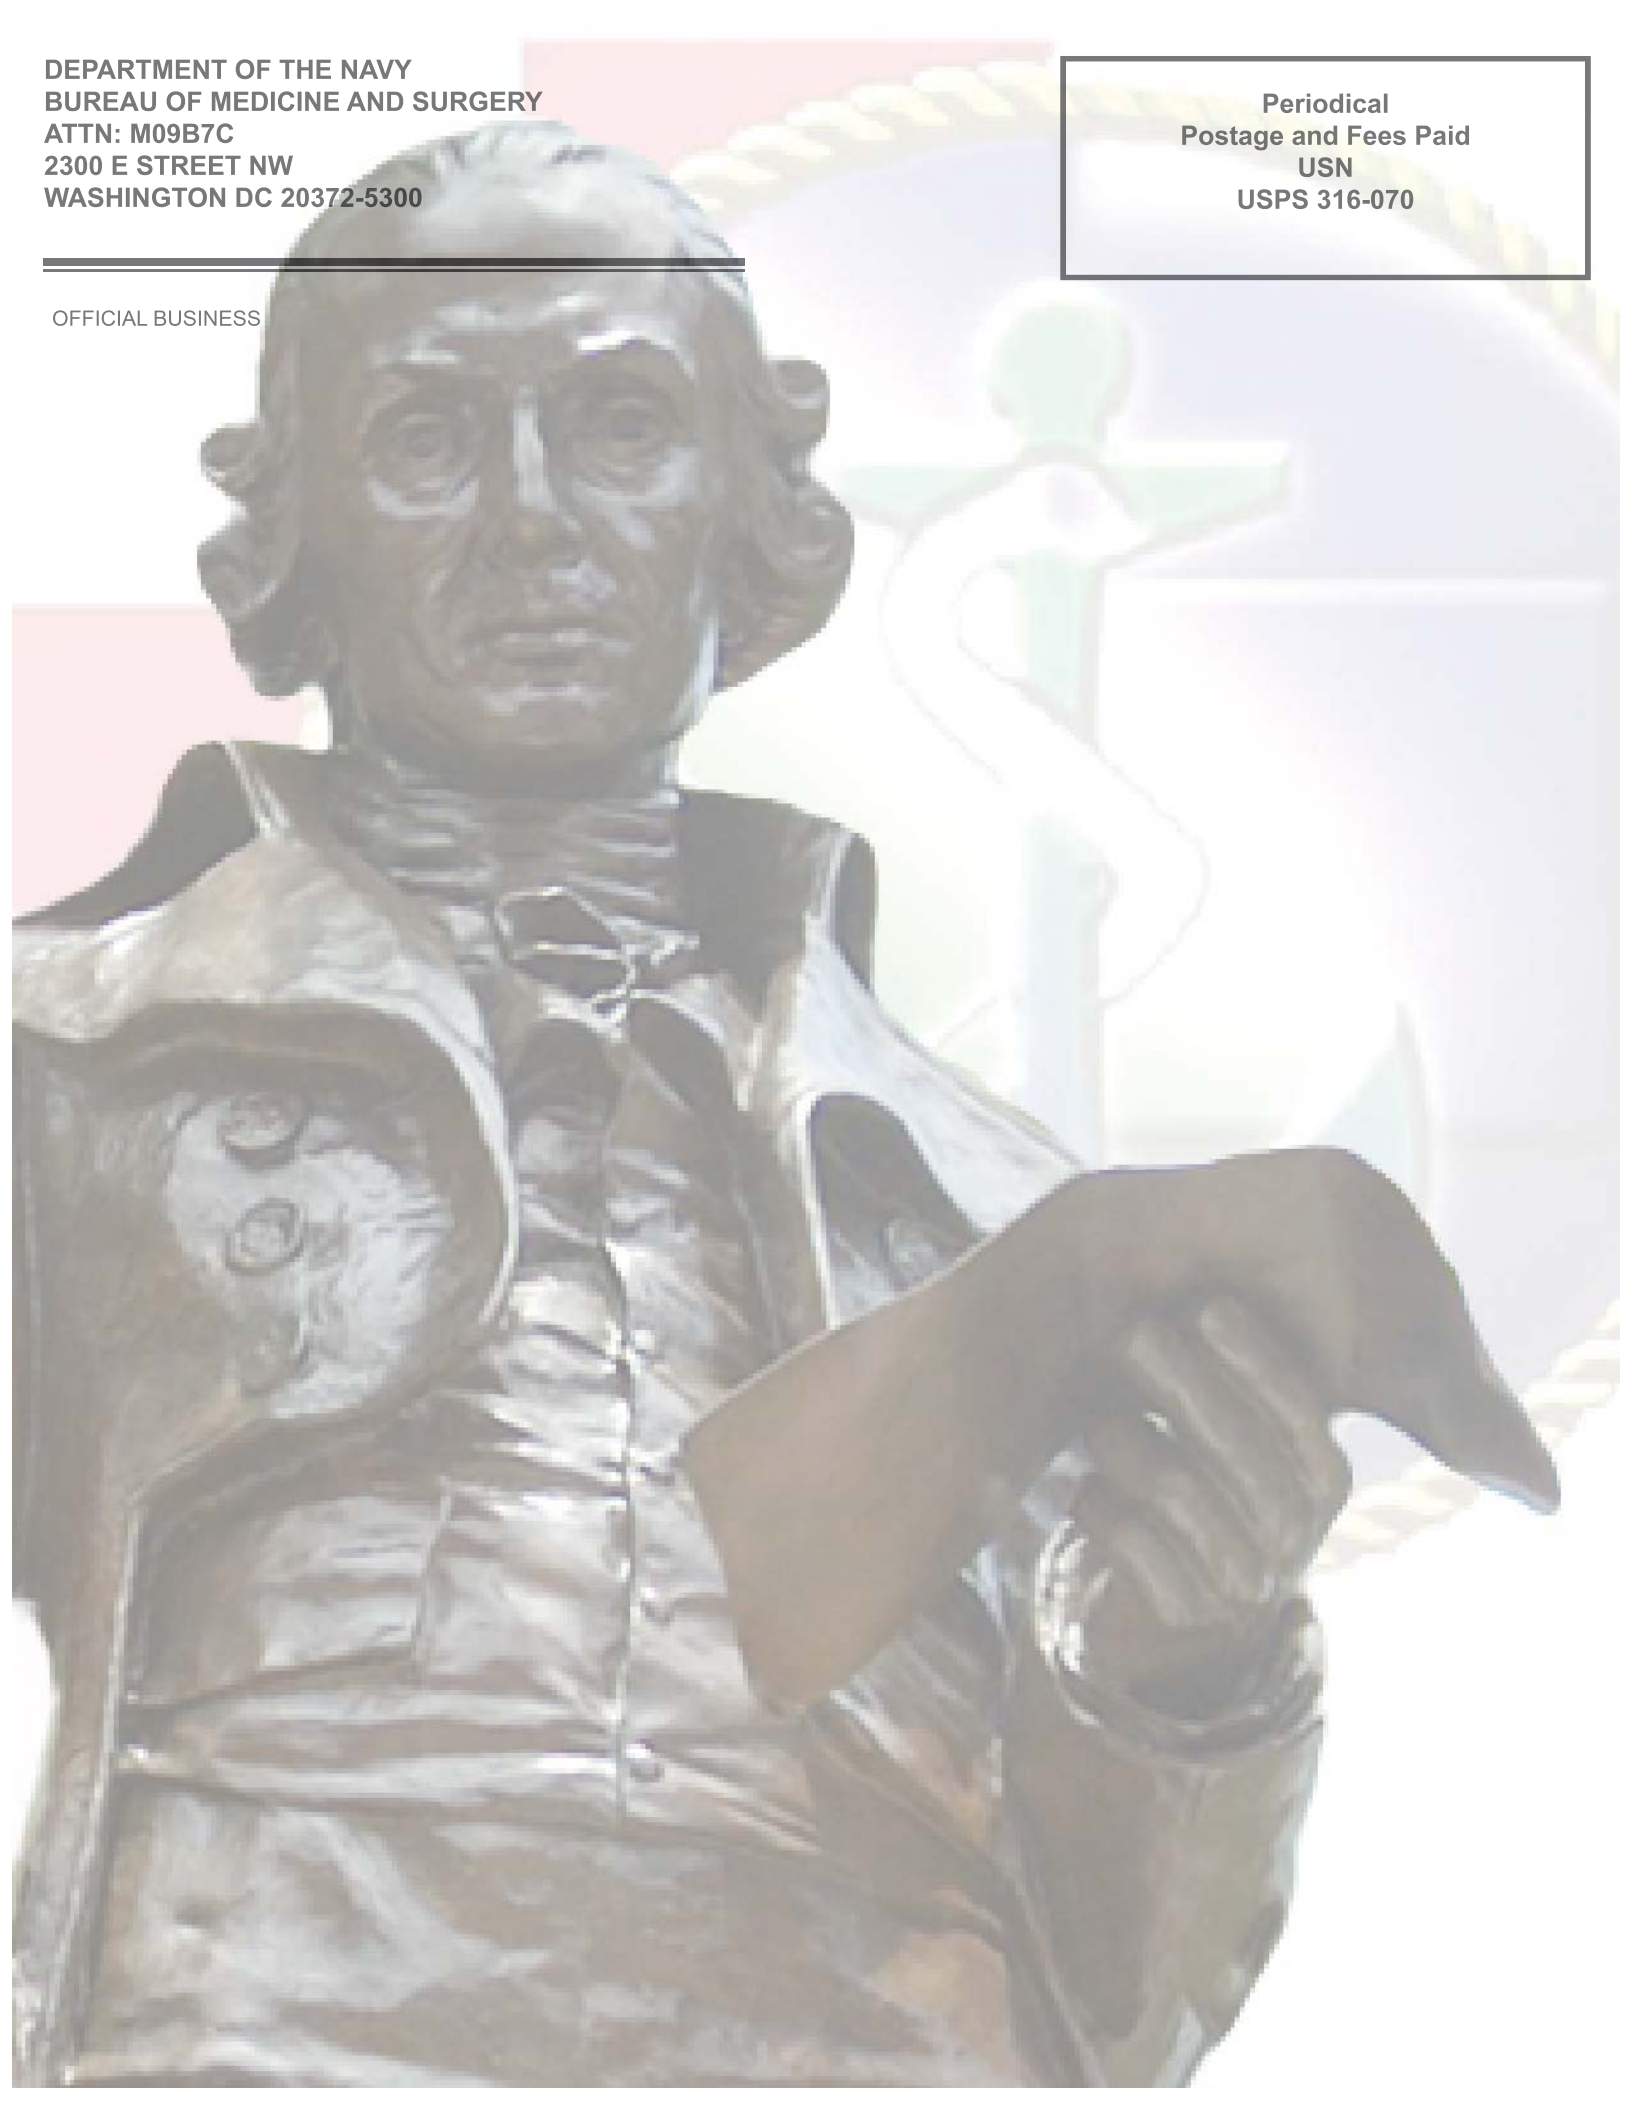 DEPARTMENT OF THE NAVY
BUREAU OF MEDICINE AND SURGERY
ATTN: M09B7C
2300 E STREET NW
WASHINGTON DC 20372-5300
OFFICIAL BUSINESS
Periodical
Postage and Fees Paid
USN
USPS 316-070